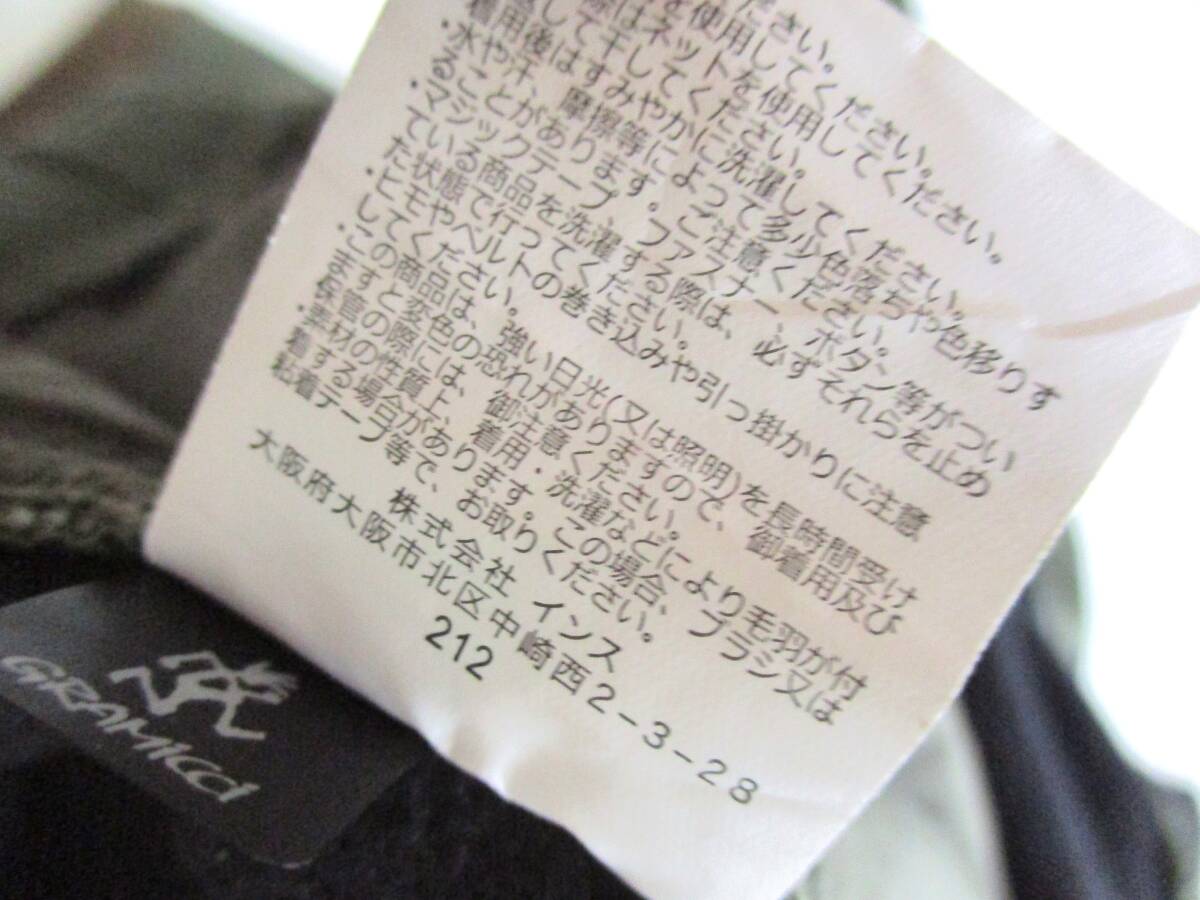 ださい。
を使用してください。
際はネットを使用してください。
して干してください。
着用後はすみやかに洗濯してください。
・水や汗、摩擦等によって多少色落ちや色移りす
ることがあります。ご注意ください。
・マジックテープ、ファスナー、ボタン等がつい
ている商品を洗濯する際は、必ずそれらを止め
た状態で行ってください。
・ヒモやベルトの巻き込みや引っ掛かりに注意
してください。
・この商品は、強い日光(又は照明)を長時間受け
ますと変色の恐れがありますので、御着用及び
保管の際には、御注意ください。
・素材の性質上、着用・洗濯などにより毛羽が付
着する場合があります。この場合、ブラシ又は
粘着テープ等で、お取りください。
株式会社 インス
大阪府大阪市北区中崎西2-3-28
212
GRAMICCI